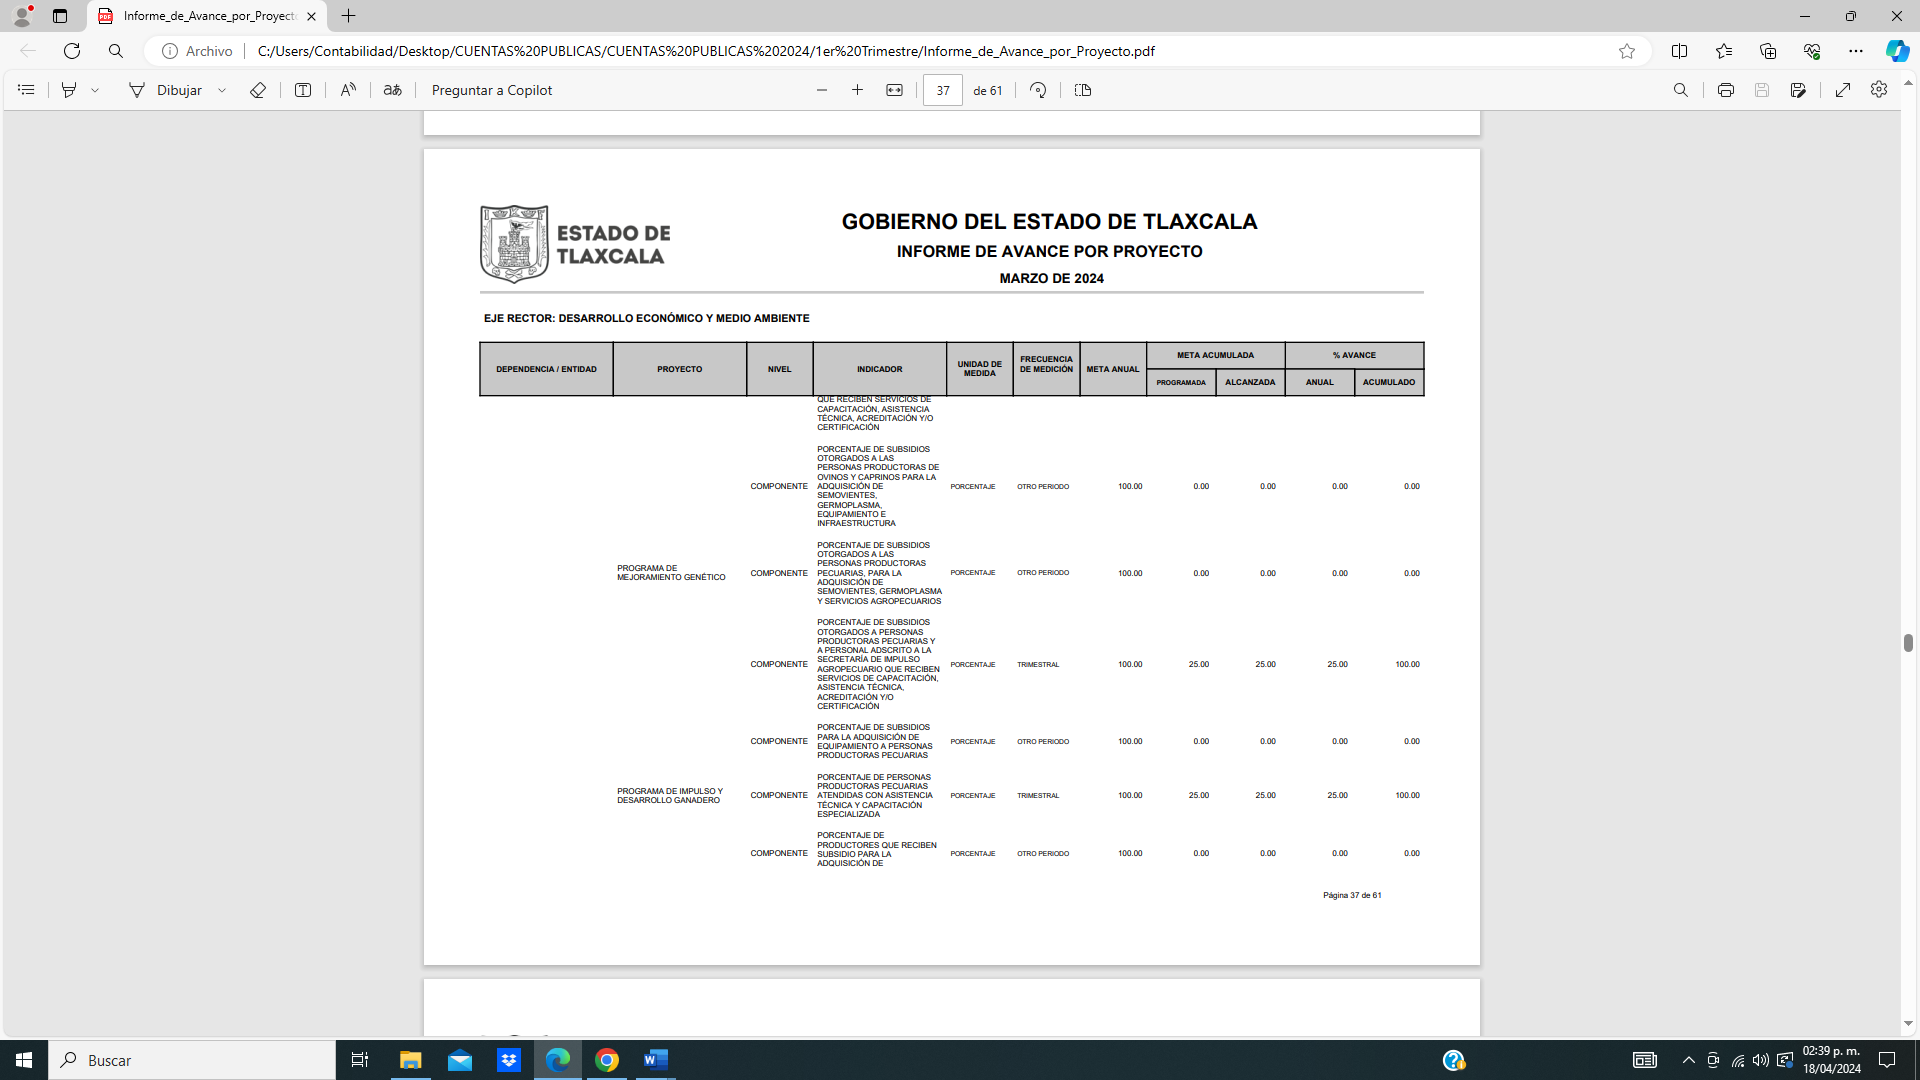 Informe_de_Avance_por_Proyecto
Archivo
C:/Users/Contabilidad/Desktop/CUENTAS%20PUBLICAS/CUENTAS%20PUBLICAS%202024/1er%20Trimestre/Informe_de_Avance_por_Proyecto.pdf
Dibujar
aあ
Preguntar a Copilot
37
de 61
ESTADO DE
TLAXCALA
GOBIERNO DEL ESTADO DE TLAXCALA
INFORME DE AVANCE POR PROYECTO
MARZO DE 2024
EJE RECTOR: DESARROLLO ECONÓMICO Y MEDIO AMBIENTE
DEPENDENCIA / ENTIDAD
PROYECTO
NIVEL
INDICADOR
UNIDAD DE
MEDIDA
FRECUENCIA
DE MEDICIÓN
META ANUAL
META ACUMULADA
PROGRAMADA
ALCANZADA
% AVANCE
ANUAL
ACUMULADO
QUE RECIBEN SERVICIOS DE
CAPACITACIÓN, ASISTENCIA
TÉCNICA, ACREDITACIÓN Y/O
CERTIFICACIÓN
COMPONENTE
PORCENTAJE DE SUBSIDIOS
OTORGADOS A LAS
PERSONAS PRODUCTORAS DE
OVINOS Y CAPRINOS PARA LA
ADQUISICIÓN DE
SEMOVIENTES,
GERMOPLASMA,
EQUIPAMIENTO E
INFRAESTRUCTURA
PORCENTAJE
OTRO PERIODO
100.00
0.00
0.00
0.00
0.00
PROGRAMA DE
MEJORAMIENTO GENÉTICO
COMPONENTE
PORCENTAJE DE SUBSIDIOS
OTORGADOS A LAS
PERSONAS PRODUCTORAS
PECUARIAS, PARA LA
ADQUISICIÓN DE
SEMOVIENTES, GERMOPLASMA
Y SERVICIOS AGROPECUARIOS
PORCENTAJE
OTRO PERIODO
100.00
0.00
0.00
0.00
0.00
COMPONENTE
PORCENTAJE DE SUBSIDIOS
OTORGADOS A PERSONAS
PRODUCTORAS PECUARIAS Y
A PERSONAL ADSCRITO A LA
SECRETARÍA DE IMPULSO
AGROPECUARIO QUE RECIBEN
SERVICIOS DE CAPACITACIÓN,
ASISTENCIA TÉCNICA,
ACREDITACIÓN Y/O
CERTIFICACIÓN
PORCENTAJE
TRIMESTRAL
100.00
25.00
25.00
25.00
100.00
COMPONENTE
PORCENTAJE DE SUBSIDIOS
PARA LA ADQUISICIÓN DE
EQUIPAMIENTO A PERSONAS
PRODUCTORAS PECUARIAS
PORCENTAJE
OTRO PERIODO
100.00
0.00
0.00
0.00
0.00
PROGRAMA DE IMPULSO Y
DESARROLLO GANADERO
COMPONENTE
PORCENTAJE DE PERSONAS
PRODUCTORAS PECUARIAS
ATENDIDAS CON ASISTENCIA
TÉCNICA Y CAPACITACIÓN
ESPECIALIZADA
PORCENTAJE
TRIMESTRAL
100.00
25.00
25.00
25.00
100.00
COMPONENTE
PORCENTAJE DE
PRODUCTORES QUE RECIBEN
SUBSIDIO PARA LA
ADQUISICIÓN DE
PORCENTAJE
OTRO PERIODO
100.00
0.00
0.00
0.00
0.00
Página 37 de 61
Buscar
02:39 p. m.
18/04/2024